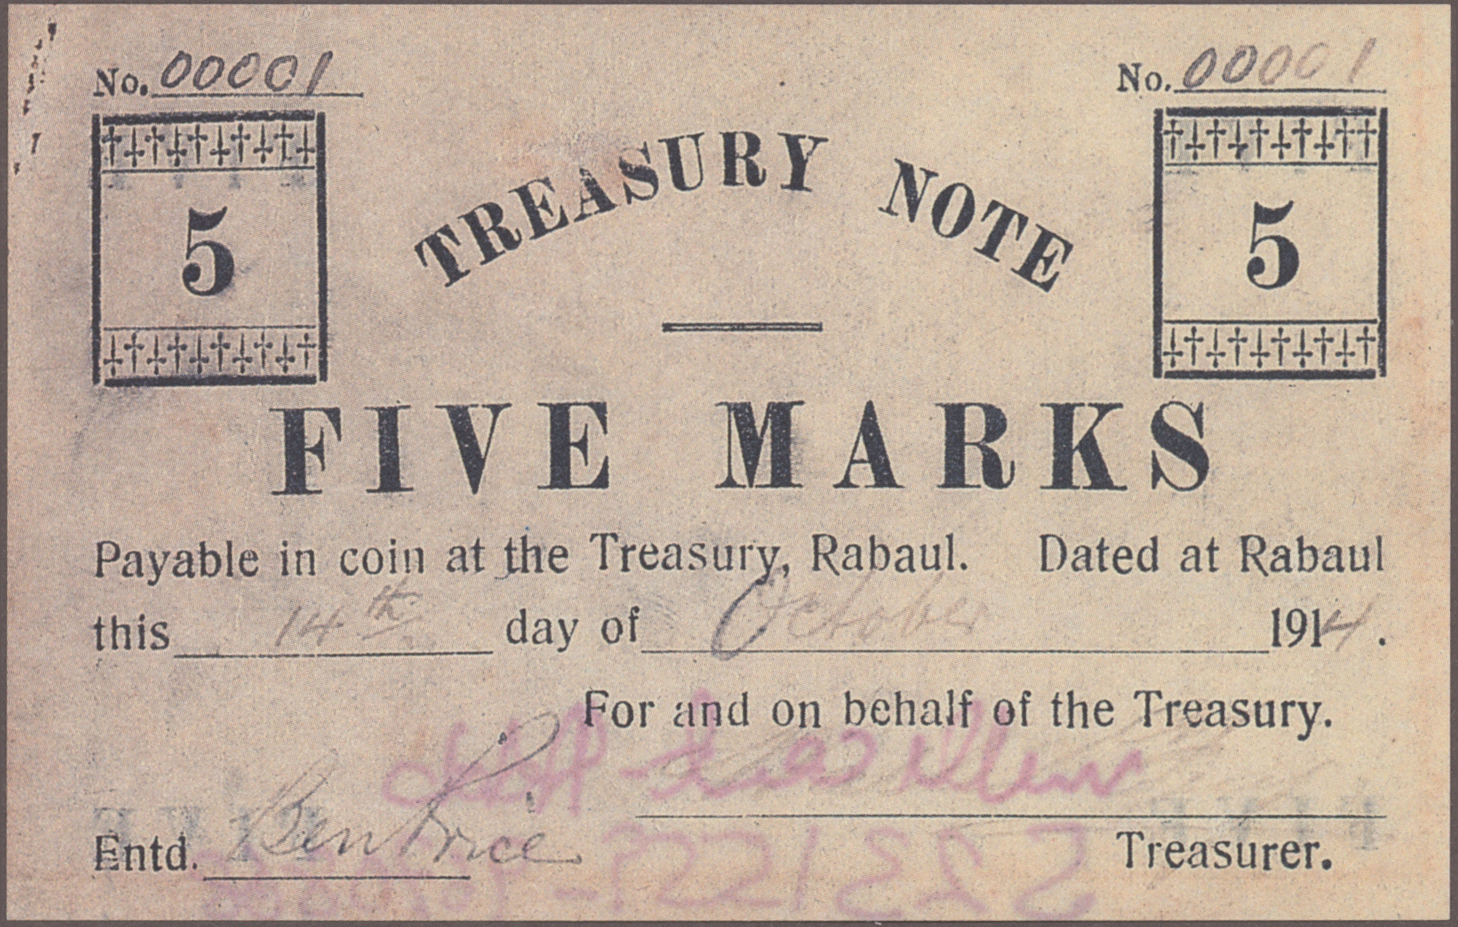 No. 00001 No. 00001
5 TREASURY NOTE 5
FIVE MARKS
Payable in coin at the Treasury, Rabaul. Dated at Rabaul
this 14th day of October 1914.
For and on behalf of the Treasury.
Entd. Treasurer.